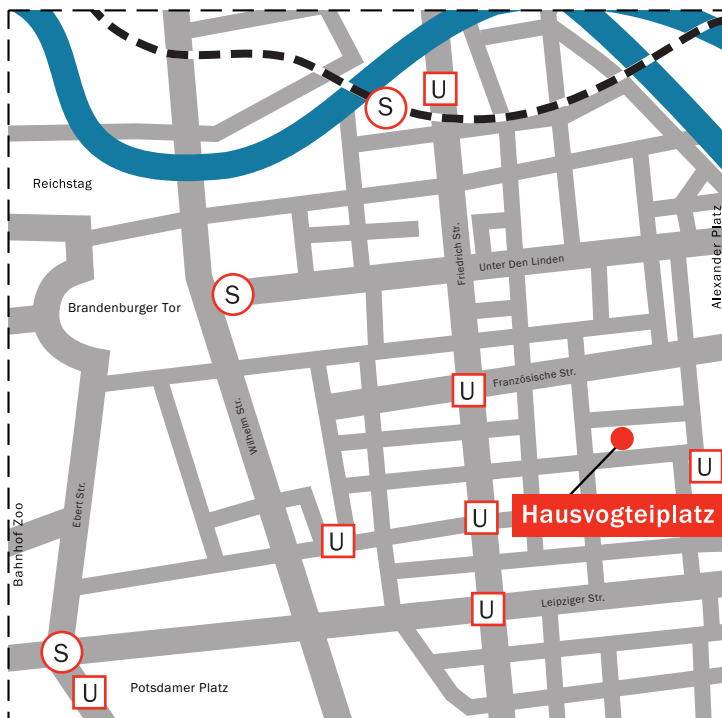 U
S
Reichstag
Friedrich Str.
Unter Den Linden
Alexander Platz
S
Brandenburger Tor
Französische Str.
U
Wilhelm Str.
U
Ebert Str.
Bahnhof Zoo
U
Hausvogteiplatz
U
U
Leipziger Str.
S
U
Potsdamer Platz